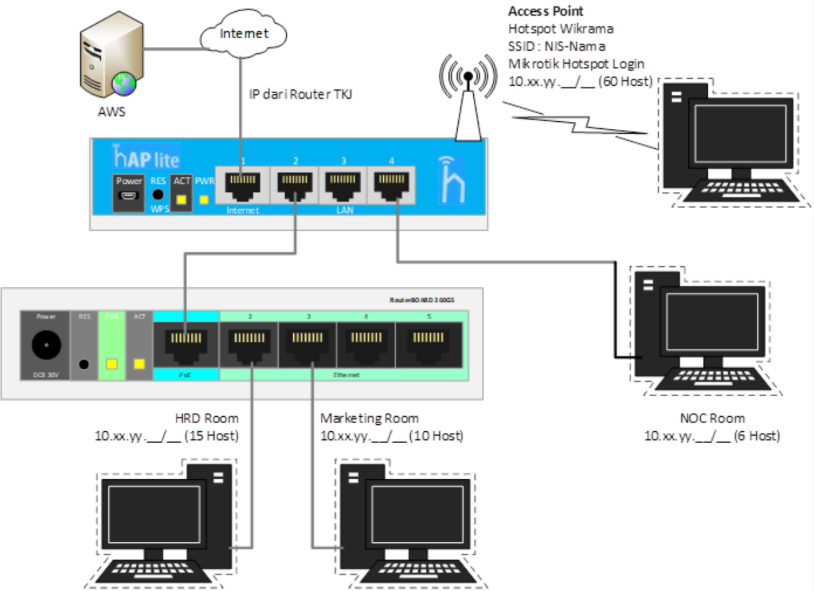 Access Point
Hotspot Wikrama
SSID : NIS-Nama
Mikrotik Hotspot Login
10.xx.yy.__/__ (60 Host)
Internet
IP dari Router TKJ
AWS
hAP lite
1 2 3 4
Power RES ACT PWR
WPS Internet LAN
RouterBOARD 260GS
Power RES PWR ACT 2 3 4 5
DC8 30V PoE Ethernet
HRD Room
10.xx.yy.__/__ (15 Host)
Marketing Room
10.xx.yy.__/__ (10 Host)
NOC Room
10.xx.yy.__/__ (6 Host)